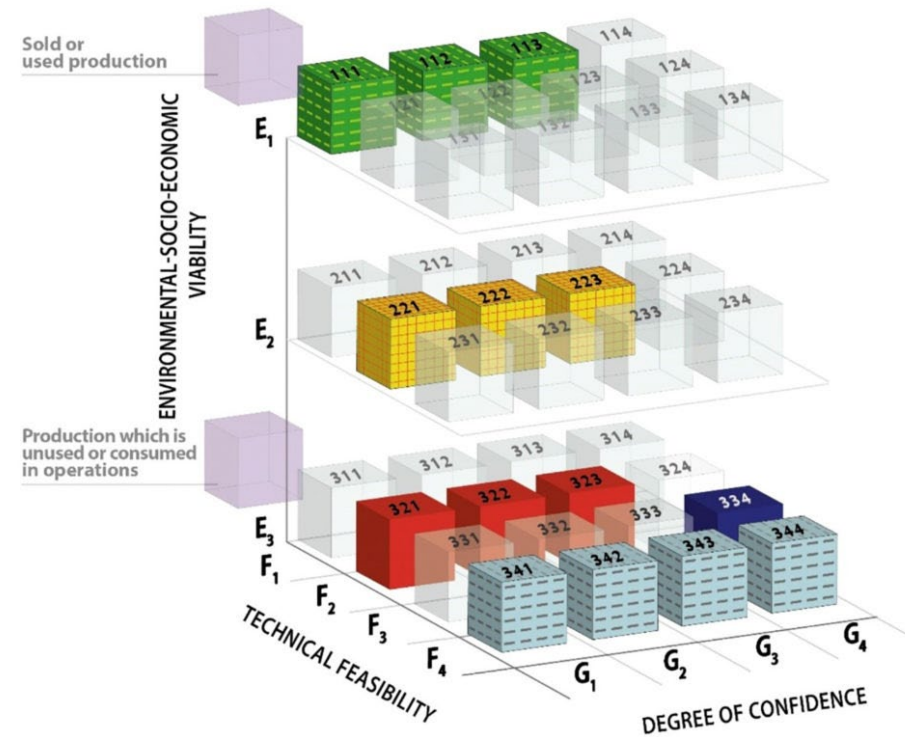 Sold or
used production
ENVIRONMENTAL-SOCIO-ECONOMIC
VIABILITY
E1
111
112
113
114
121
122
123
124
131
132
133
134
E2
211
212
213
214
221
222
223
224
231
232
233
234
Production which is
unused or consumed
in operations
E3
311
312
313
314
321
322
323
324
331
332
333
334
341
342
343
344
F1
F2
F3
F4
TECHNICAL FEASIBILITY
G1
G2
G3
G4
DEGREE OF CONFIDENCE